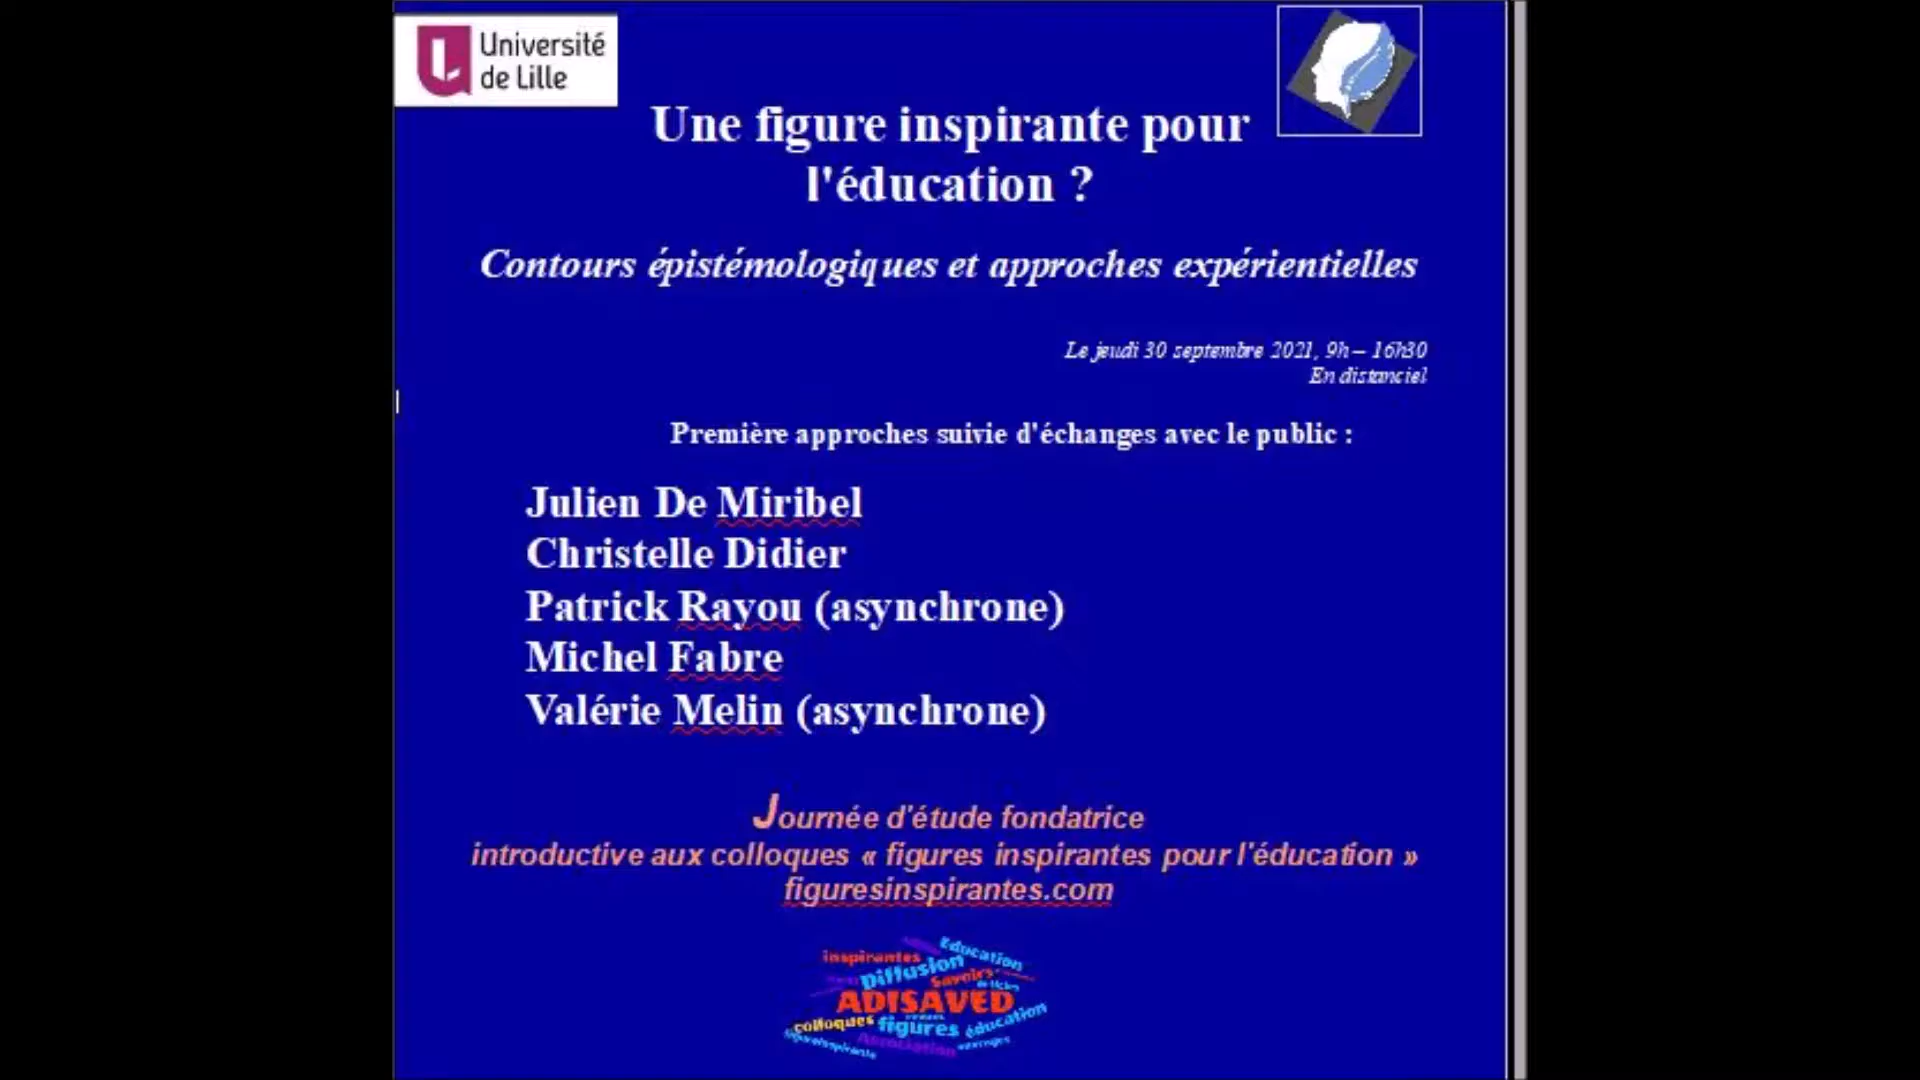 Université
de Lille
Une figure inspirante pour
l'éducation ?
Contours épistémologiques et approches expérientielles
Le jeudi 30 septembre 2021, 9h – 16h30
En distanciel
Première approches suivie d'échanges avec le public :
Julien De Miribel
Christelle Didier
Patrick Rayou (asynchrone)
Michel Fabre
Valérie Melin (asynchrone)
Journée d'étude fondatrice
introductive aux colloques « figures inspirantes pour l'éducation »
figuresinspirantes.com
Education
inspirantes
Diffusion
Savoirs
ADISAVED
colloques figures éducation
Association